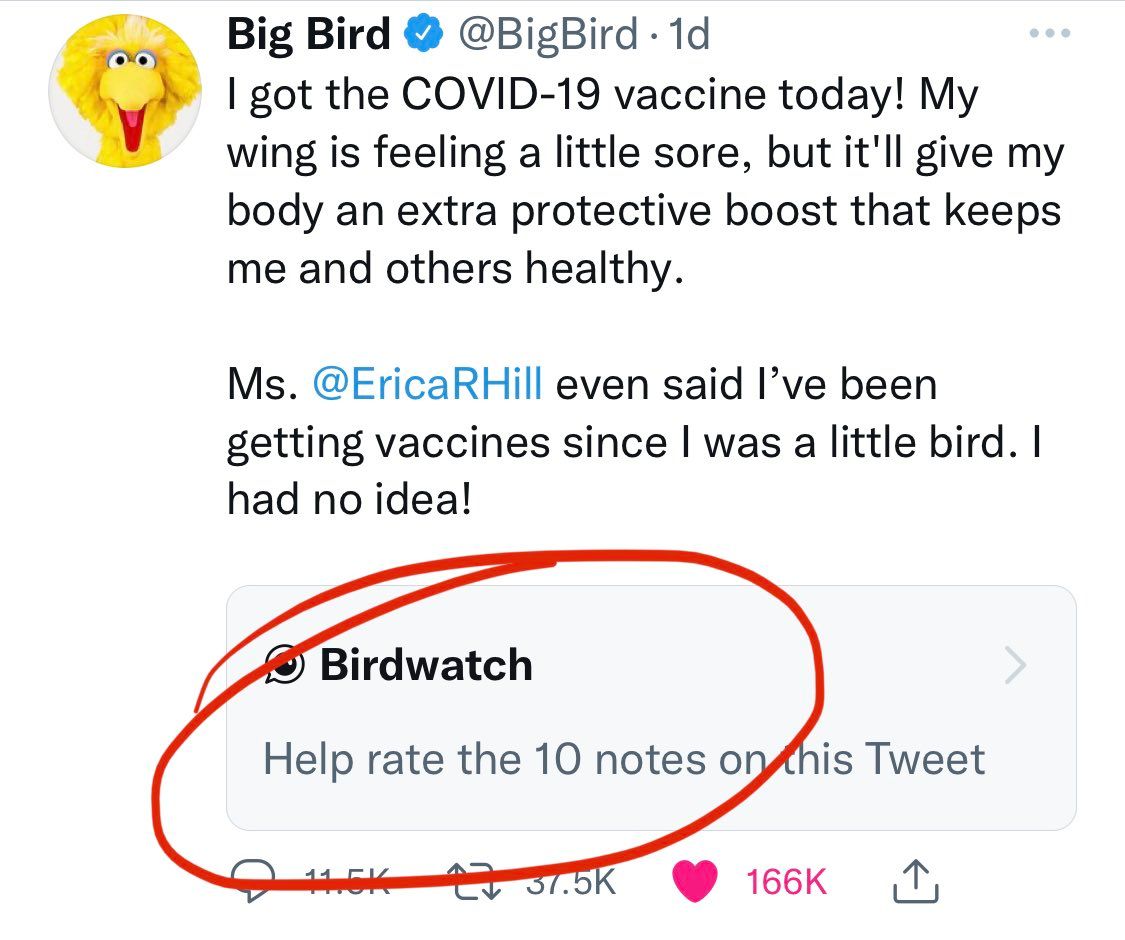 Big Bird @BigBird · 1d
I got the COVID-19 vaccine today! My
wing is feeling a little sore, but it'll give my
body an extra protective boost that keeps
me and others healthy.
Ms. @EricaRHill even said I’ve been
getting vaccines since I was a little bird. I
had no idea!
Birdwatch
Help rate the 10 notes on this Tweet
11.5K 37.5K 166K